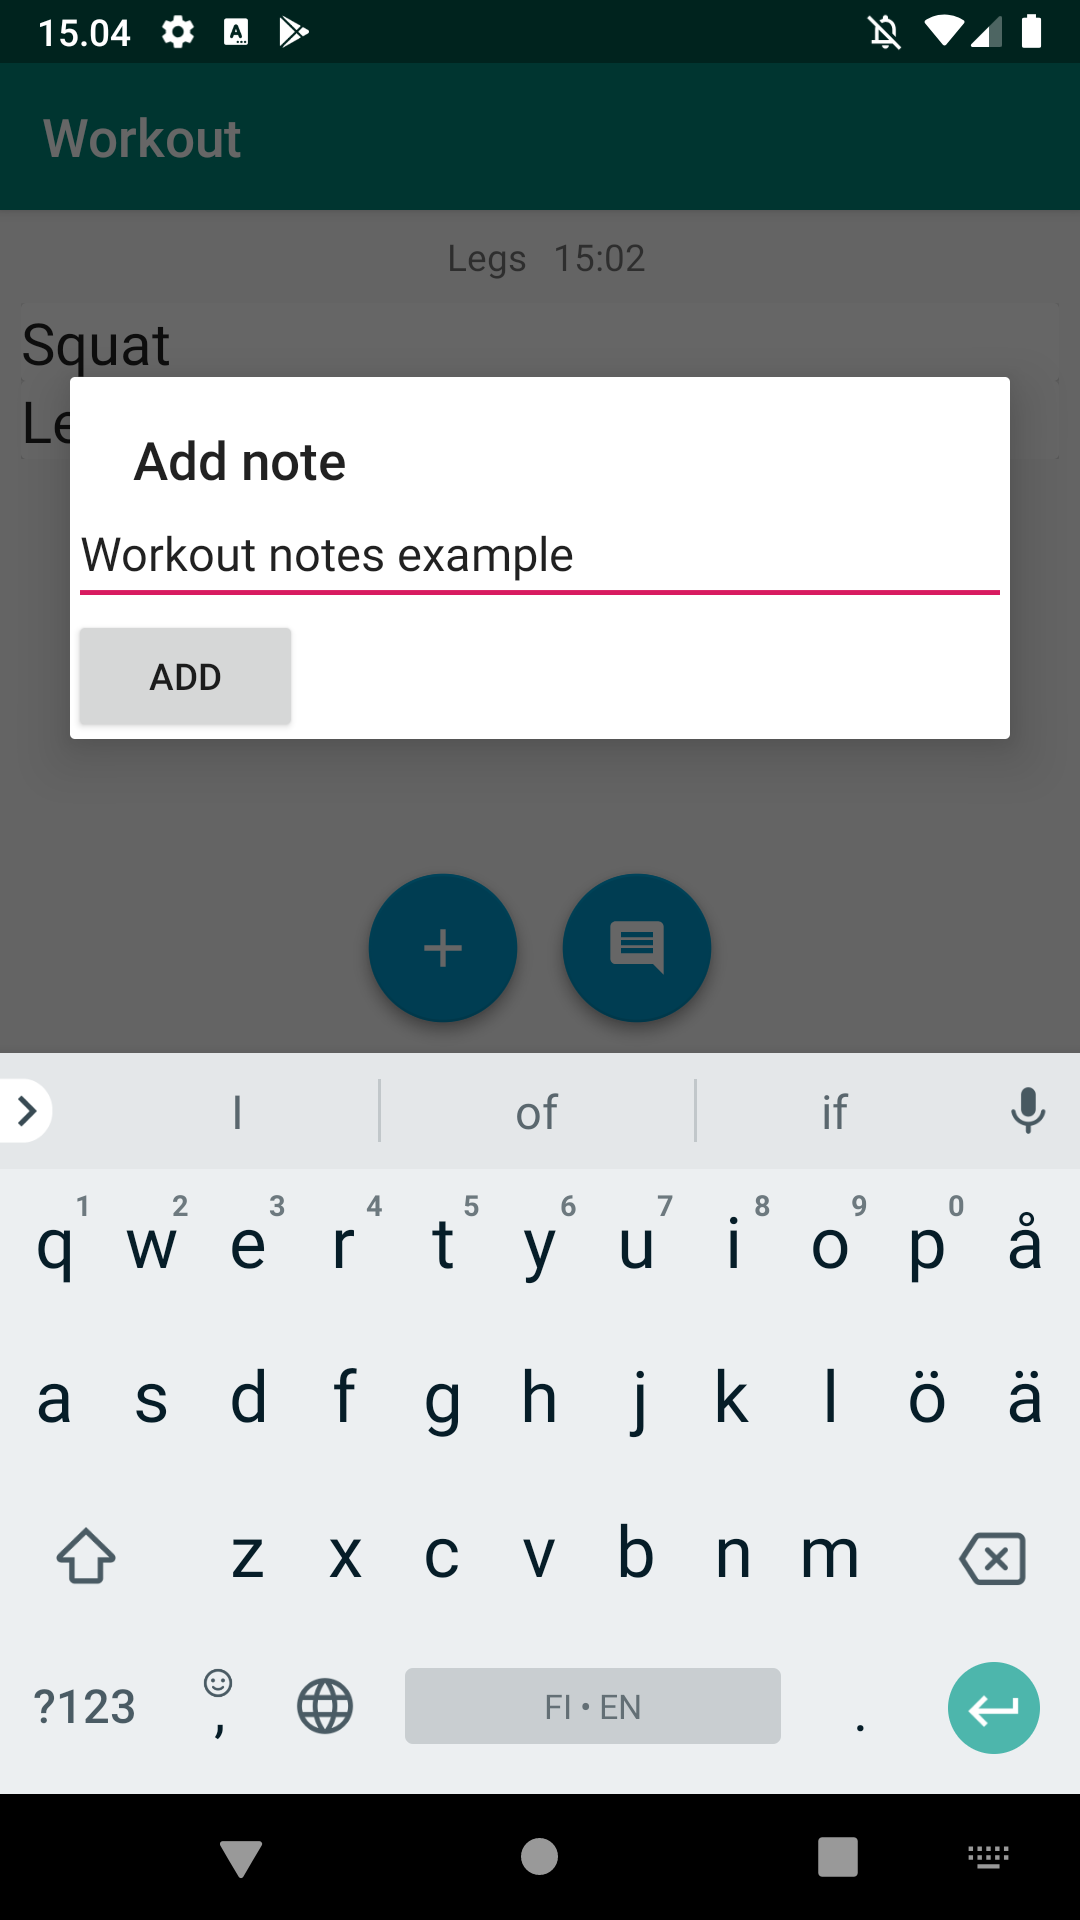 15.04
Workout
Legs 15:02
Squat
Le
Add note
Workout notes example
ADD
I of if
1 2 3 4 5 6 7 8 9 0
q w e r t y u i o p å
a s d f g h j k l ö ä
z x c v b n m
?123 , FI • EN .